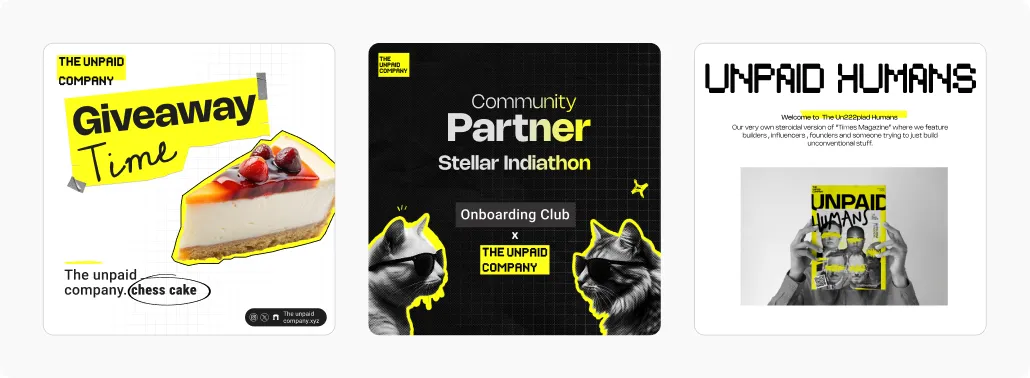 THE UNPAID
COMPANY
Giveaway
Time
The unpaid
company. chess cake
The unpaid
company.xyz
THE
UNPAID
COMPANY
Community
Partner
Stellar Indiathon
Onboarding Club
x
THE UNPAID
COMPANY
UNPAID HUMANS
Welcome to The Un222piad Humans
Our very own steroidal version of "Times Magazine" where we feature
builders , influencers , founders and someone trying to just build
unconventional stuff.
UNPAID
HUMANS